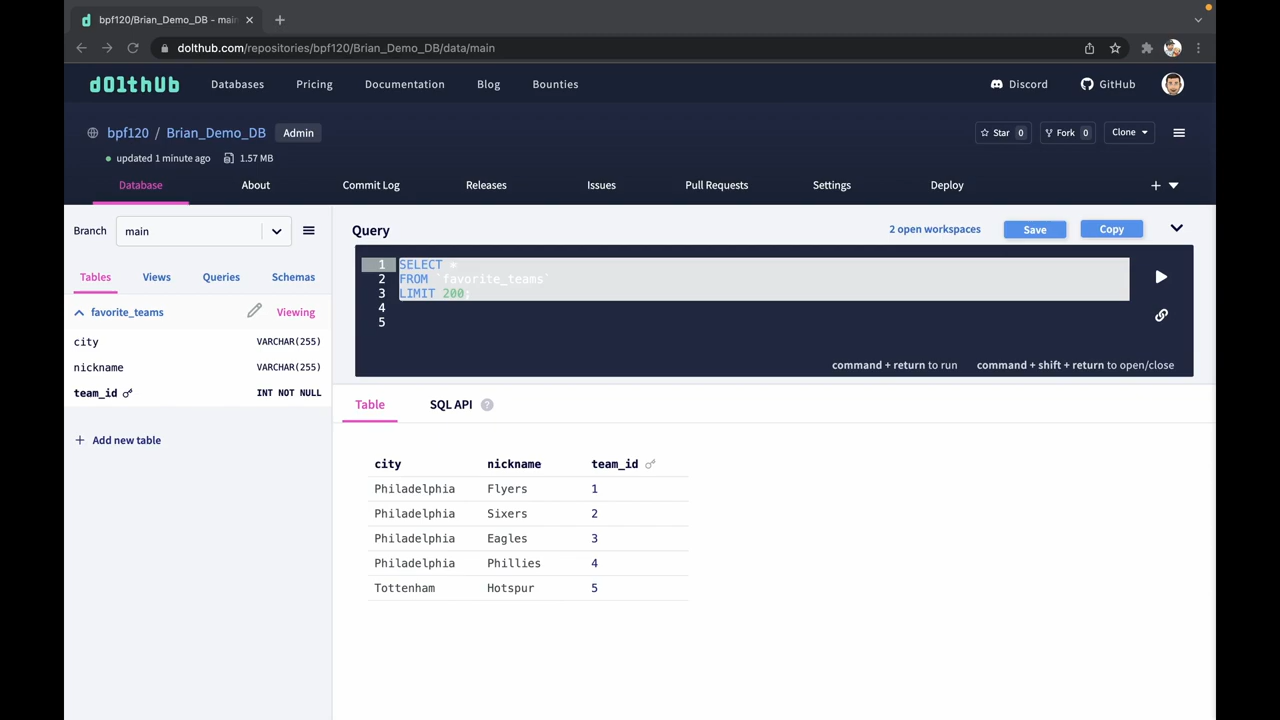 bpf120/Brian_Demo_DB - main
dolthub.com/repositories/bpf120/Brian_Demo_DB/data/main
d0lthub Databases Pricing Documentation Blog Bounties Discord GitHub
bpf120 / Brian_Demo_DB Admin Star 0 Fork 0 Clone
updated 1 minute ago 1.57 MB
Database About Commit Log Releases Issues Pull Requests Settings Deploy
Branch main Query 2 open workspaces Save Copy
1 SELECT *
2 FROM `favorite_teams`
3 LIMIT 200;
4
5
command + return to run command + shift + return to open/close
Tables Views Queries Schemas
favorite_teams Viewing
city VARCHAR(255)
nickname VARCHAR(255)
team_id INT NOT NULL
+ Add new table
Table SQL API ?
city nickname team_id
Philadelphia Flyers 1
Philadelphia Sixers 2
Philadelphia Eagles 3
Philadelphia Phillies 4
Tottenham Hotspur 5